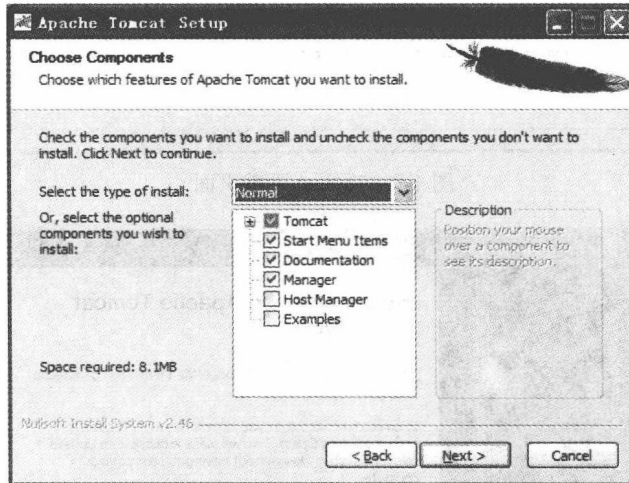 Apache Tomcat Setup
Choose Components
Choose which features of Apache Tomcat you want to install.
Check the components you want to install and uncheck the components you don't want to
install. Click Next to continue.
Select the type of install:
Normal
Or, select the optional
components you wish to
install:
Tomcat
Start Menu Items
Documentation
Manager
Host Manager
Examples
Description
Position your mouse
over a component to
see its description.
Space required: 8.1MB
Nullsoft Install System v2.46
< Back
Next >
Cancel